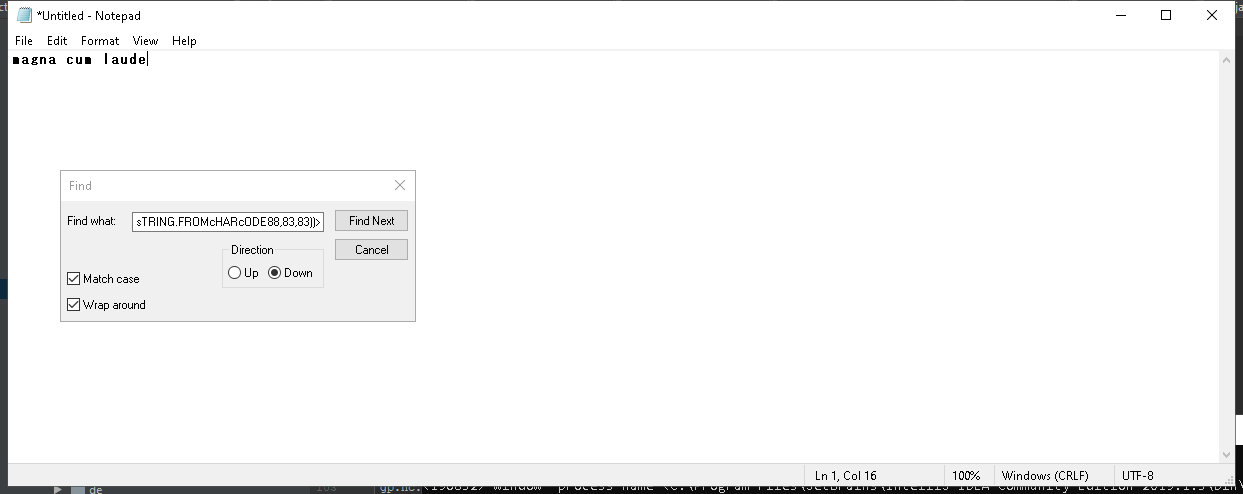 *Untitled - Notepad
File Edit Format View Help
magna cum laude
Find
Find what: sTRING.FROMcHARcODE88,83,83))> Find Next
Direction Cancel
Up Down
Match case
Wrap around
Ln 1, Col 16 100% Windows (CRLF) UTF-8
de